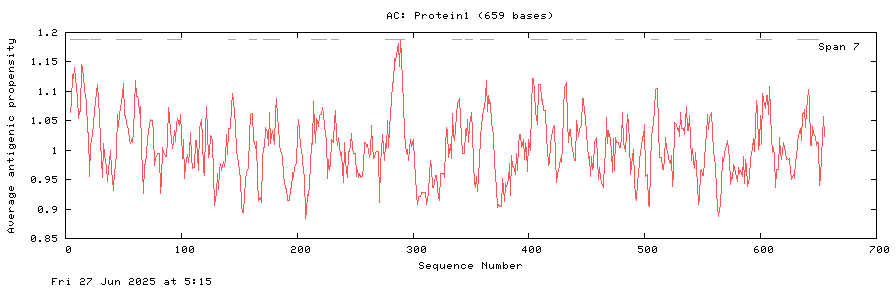 AC: Protein1 (659 bases)
1.2
Span 7
1.15
1.1
1.05
1
0.95
0.9
0.85
Average antigenic propensity
0 100 200 300 400 500 600 700
Sequence Number
Fri 27 Jun 2025 at 5:15